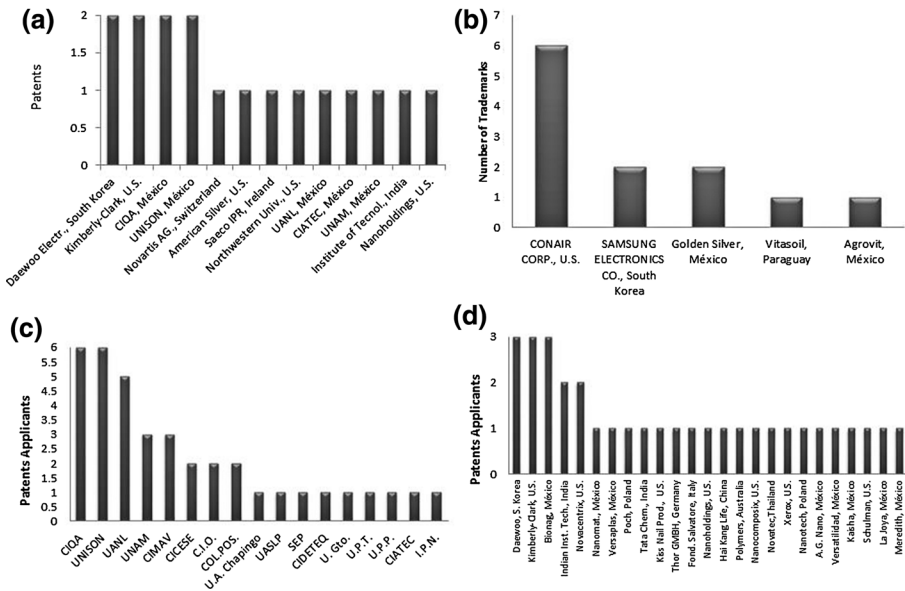 (a)
Patents
2
1.5
1
0.5
0
Daewoo Electr., South Korea
Kimberly-Clark, U.S.
CIQA, México
UNISON, México
Novartis AG., Switzerland
American Silver, U.S.
Saeco IPR, Ireland
Northwestern Univ., U.S.
UANL, México
CIATEC, México
UNAM, México
Institute of Tecnol., India
Nanoholdings, U.S.
(b)
Number of Trademarks
7
6
5
4
3
2
1
0
CONAIR
CORP., U.S.
SAMSUNG
ELECTRONICS
CO., South
Korea
Golden Silver,
México
Vitasoil,
Paraguay
Agrovit,
México
(c)
Patents Applicants
6
5.5
5
4.5
4
3.5
3
2.5
2
1.5
1
0.5
0
CIQA
UNISON
UANL
UNAM
CIMAV
CICESE
C.I.O.
COL.POS.
U.A. Chapingo
UASLP
SEP
CIDETEQ
U. Gto.
U.P.T.
U.P.P.
CIATEC
I.P.N.
(d)
Patents Applicants
3
2
1
0
Daewoo, S. Korea
Kimberly-Clark, U.S.
Bionag, México
Indian Inst. Tech., India
Novacentrix, U.S.
Nanomat., México
Versaplas, México
Poch, Poland
Tata Chem., India
Kiss Nail Prod., U.S.
Thor GMBH, Germany
Fond. Salvatore, Italy
Nanoholdings, U.S.
Hai Kang Life, China
Polymers, Australia
Nanocomposix, U.S.
Novatec,Thailand
Xerox, U.S.
Nanotech, Poland
A.G. Nano, México
Versatilidad, México
Kaksha, México
Schulman, U.S.
La Joya, México
Meredith, México